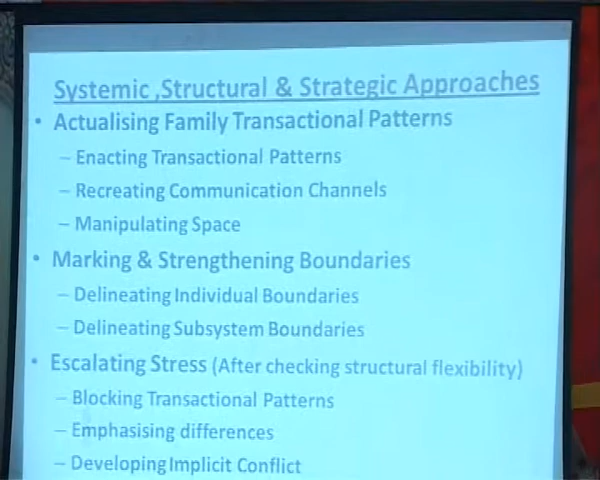 Systemic ,Structural & Strategic Approaches
• Actualising Family Transactional Patterns
– Enacting Transactional Patterns
– Recreating Communication Channels
– Manipulating Space
• Marking & Strengthening Boundaries
– Delineating Individual Boundaries
– Delineating Subsystem Boundaries
• Escalating Stress (After checking structural flexibility)
– Blocking Transactional Patterns
– Emphasising differences
– Developing Implicit Conflict